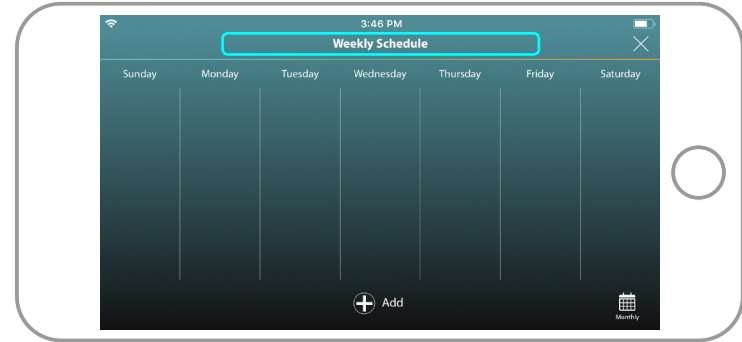 3:46 PM
Weekly Schedule
Sunday Monday Tuesday Wednesday Thursday Friday Saturday
Add
Monthly